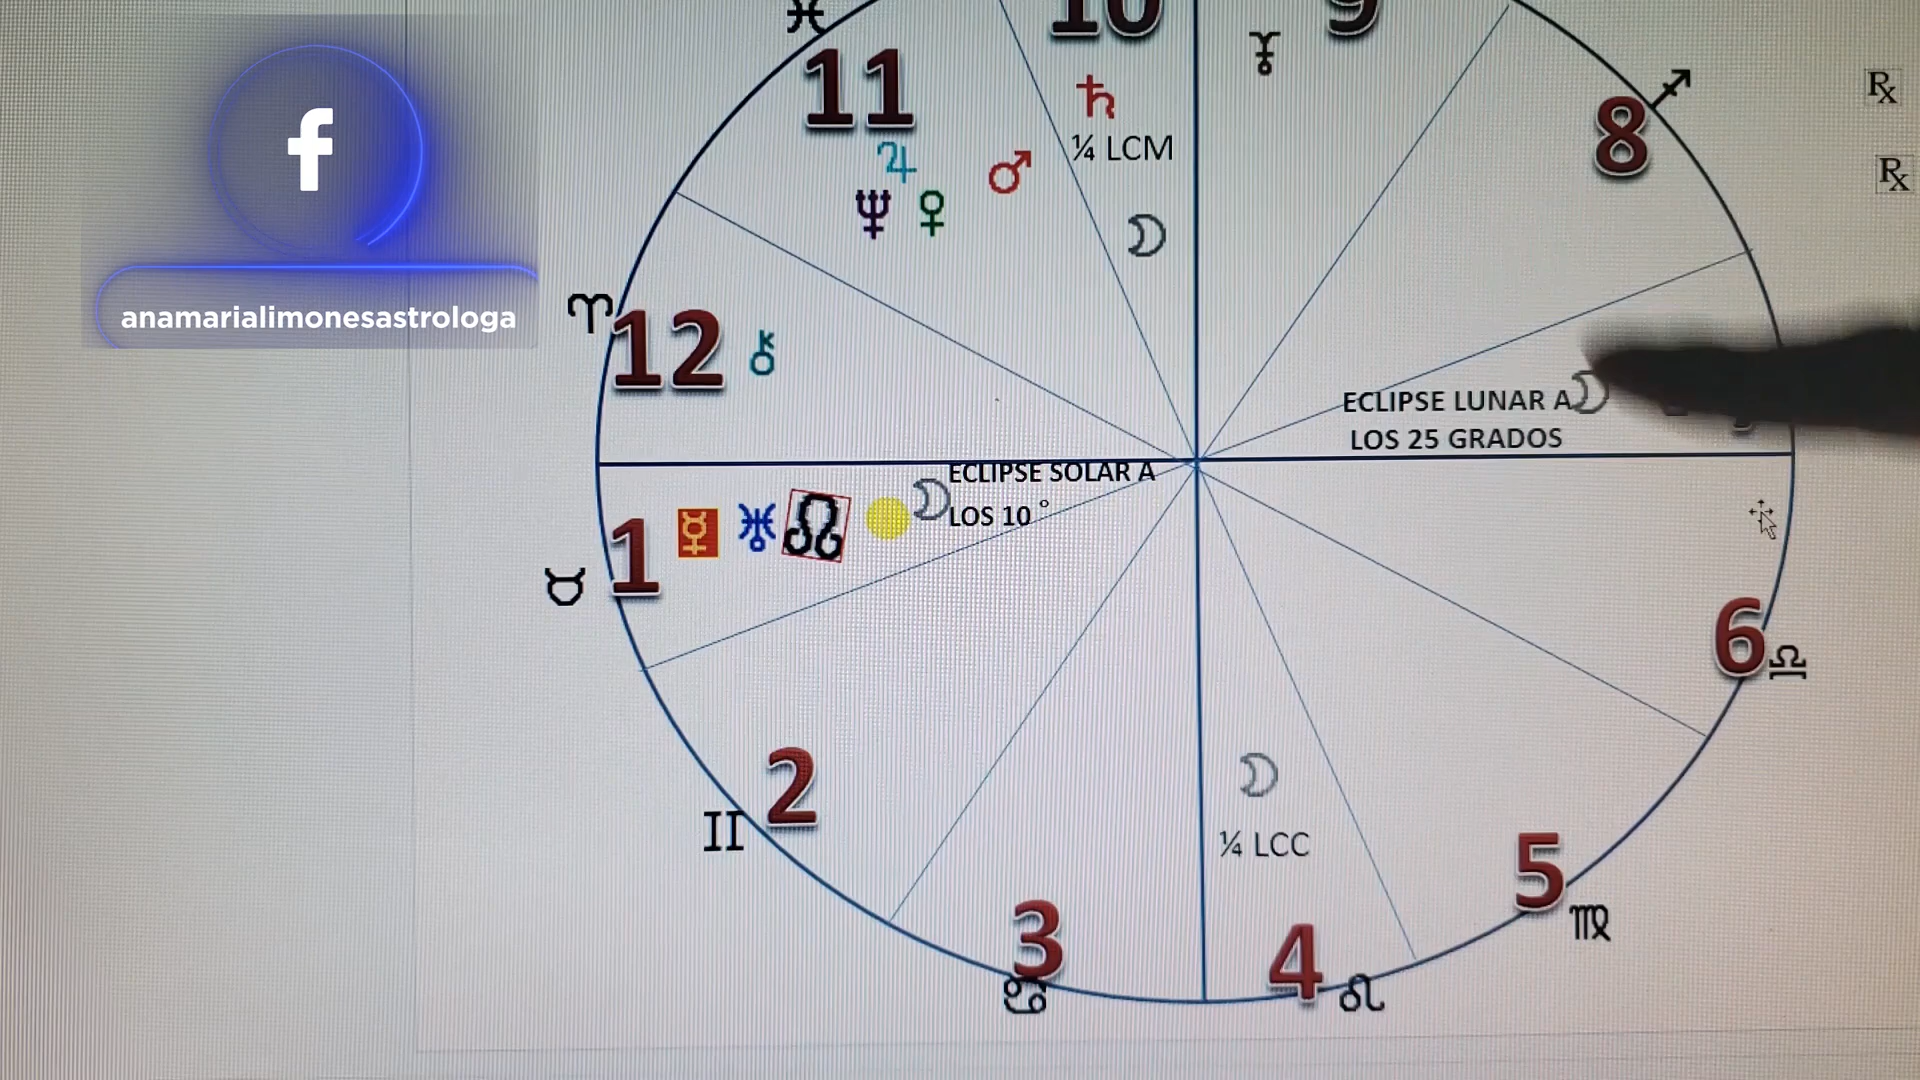 10
9
11
8
℞
¼ LCM
℞
anamarialimonesastrologa
12
ECLIPSE LUNAR A
LOS 25 GRADOS
ECLIPSE SOLAR A
LOS 10 °
1
6
2
¼ LCC
5
3
4